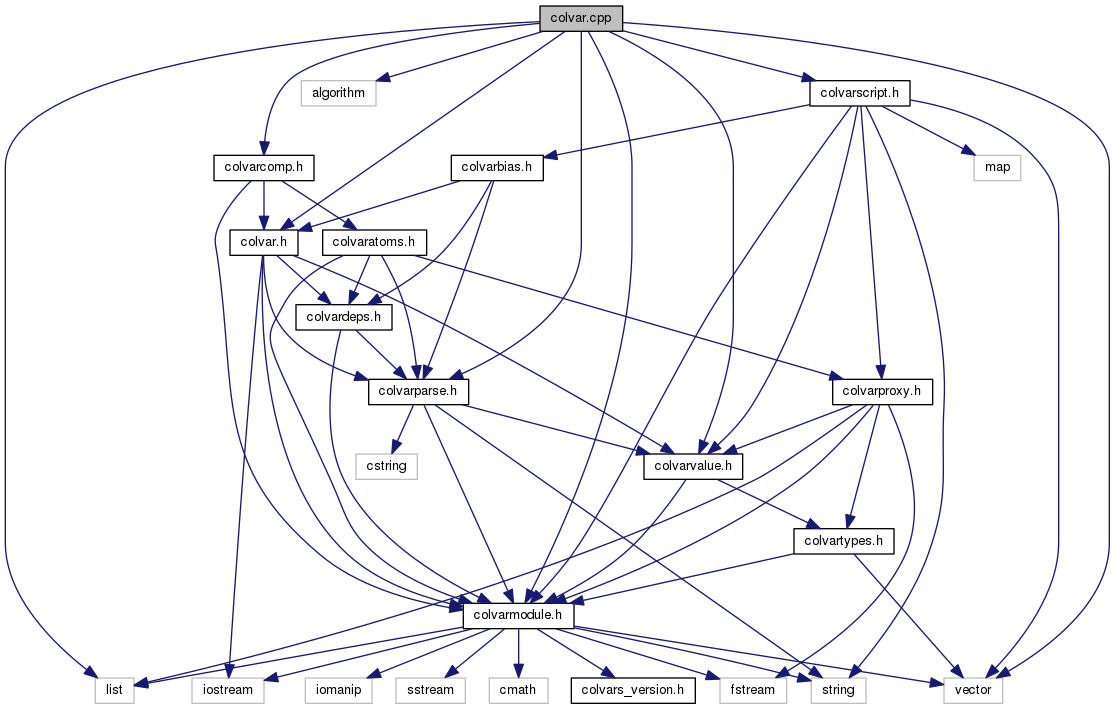 colvar.cpp
algorithm
colvarscript.h
colvarcomp.h
colvarbias.h
map
colvar.h
colvaratoms.h
colvardeps.h
colvarparse.h
colvarproxy.h
cstring
colvarvalue.h
colvartypes.h
colvarmodule.h
list
iostream
iomanip
sstream
cmath
colvars_version.h
fstream
string
vector